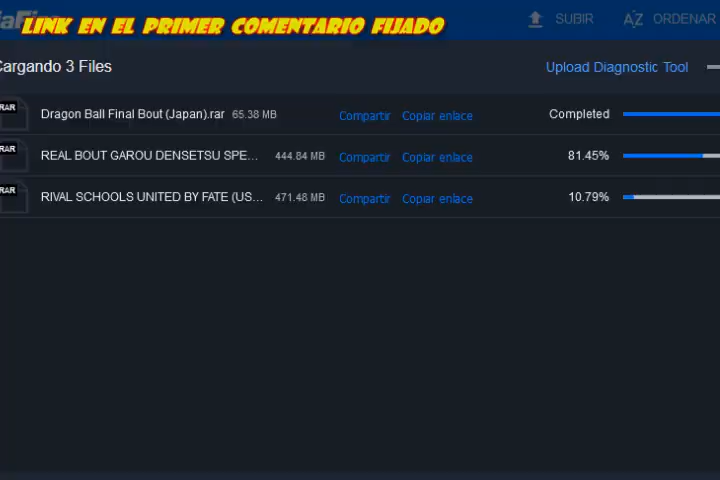 LINK EN EL PRIMER COMENTARIO FIJADO
SUBIR
AZ ORDENAR
Cargando 3 Files
Upload Diagnostic Tool
RAR Dragon Ball Final Bout (Japan).rar 65.38 MB Compartir Copiar enlace Completed
RAR REAL BOUT GAROU DENSETSU SPE... 444.84 MB Compartir Copiar enlace 81.45%
RAR RIVAL SCHOOLS UNITED BY FATE (US... 471.48 MB Compartir Copiar enlace 10.79%